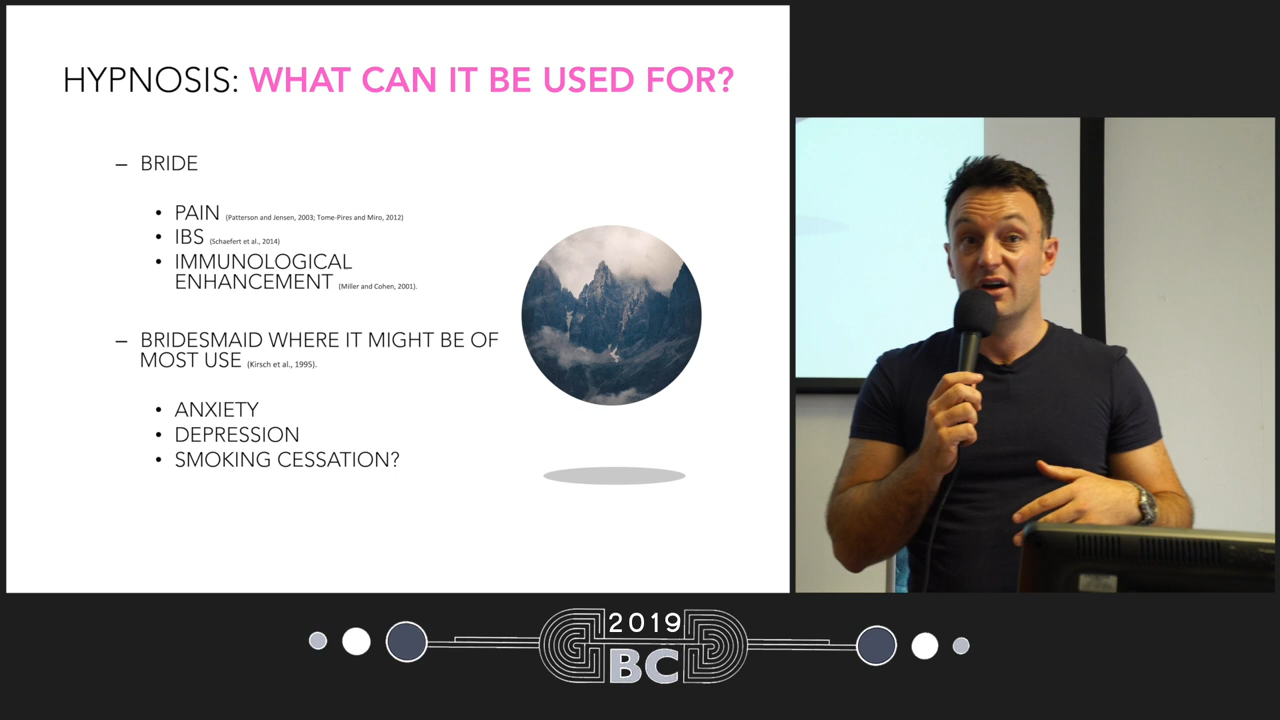 HYPNOSIS: WHAT CAN IT BE USED FOR?
– BRIDE
• PAIN (Patterson and Jensen, 2003; Tome-Pires and Miro, 2012)
• IBS (Schaefert et al., 2014)
• IMMUNOLOGICAL
ENHANCEMENT (Miller and Cohen, 2001).
– BRIDESMAID WHERE IT MIGHT BE OF
MOST USE (Kirsch et al., 1995).
• ANXIETY
• DEPRESSION
• SMOKING CESSATION?
2019
BC